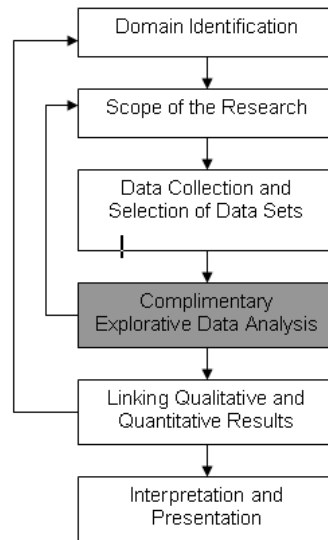 Domain Identification
Scope of the Research
Data Collection and
Selection of Data Sets
Complimentary
Explorative Data Analysis
Linking Qualitative and
Quantitative Results
Interpretation and
Presentation